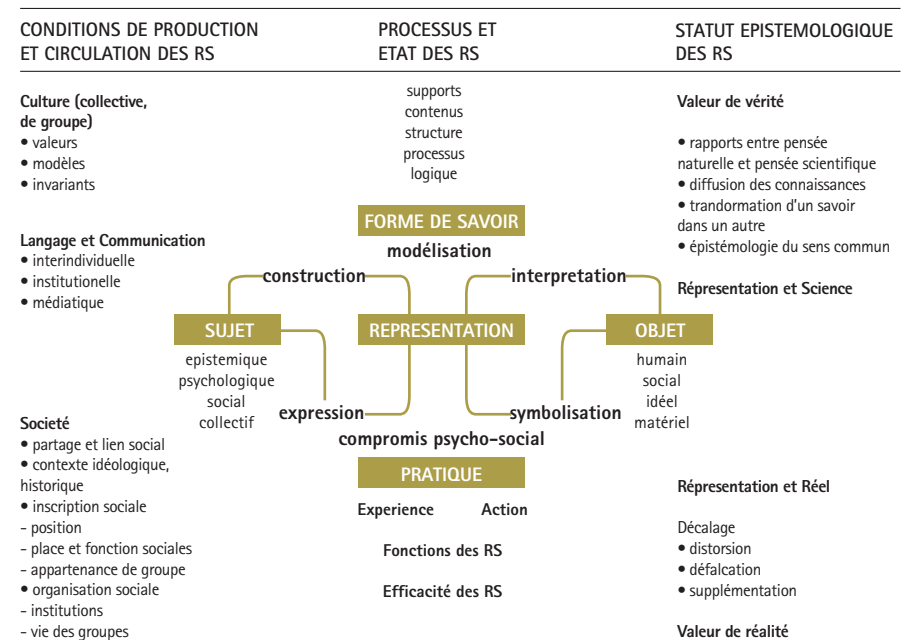 CONDITIONS DE PRODUCTION
ET CIRCULATION DES RS
PROCESSUS ET
ETAT DES RS
STATUT EPISTEMOLOGIQUE
DES RS
Culture (collective,
de groupe)
• valeurs
• modèles
• invariants
Langage et Communication
• interindividuelle
• institutionelle
• médiatique
Societé
• partage et lien social
• contexte idéologique,
historique
• inscription sociale
- position
- place et fonction sociales
- appartenance de groupe
• organisation sociale
- institutions
- vie des groupes
supports
contenus
structure
processus
logique
FORME DE SAVOIR
modélisation
construction
interpretation
SUJET
REPRESENTATION
OBJET
epistemique
psychologique
social
collectif
humain
social
idéel
matériel
expression
symbolisation
compromis psycho-social
PRATIQUE
Experience Action
Fonctions des RS
Efficacité des RS
Valeur de vérité
• rapports entre pensée
naturelle et pensée scientifique
• diffusion des connaissances
• trandormation d'un savoir
dans un autre
• épistémologie du sens commun
Répresentation et Science
Répresentation et Réel
Décalage
• distorsion
• défalcation
• supplémentation
Valeur de réalité